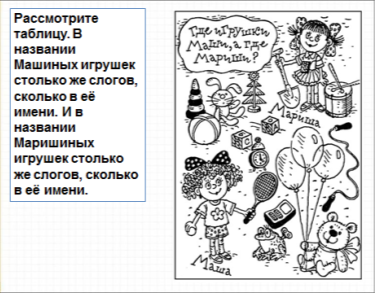 Рассмотрите
таблицу. В
названии
Машиных игрушек
столько же слогов,
сколько в её
имени. И в
названии
Маришиных
игрушек столько
же слогов, сколько
в её имени.
Где игрушки
Маши, а где
Мариши?
Мариша
Маша